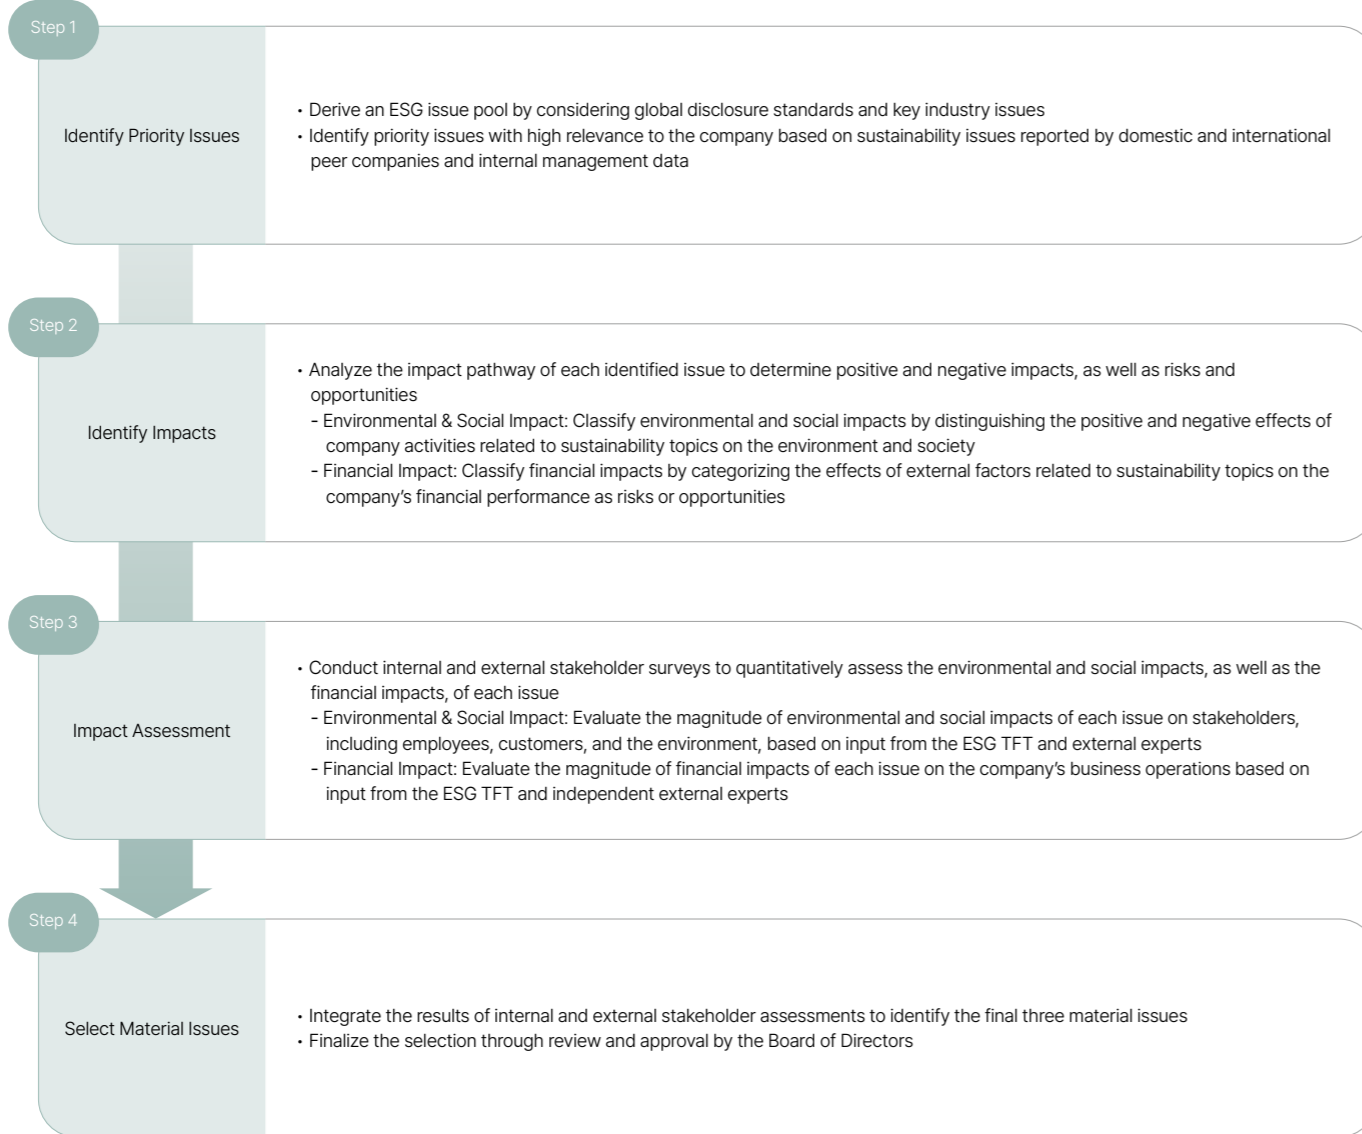 Step 1
Identify Priority Issues
• Derive an ESG issue pool by considering global disclosure standards and key industry issues
• Identify priority issues with high relevance to the company based on sustainability issues reported by domestic and international
peer companies and internal management data
Step 2
Identify Impacts
• Analyze the impact pathway of each identified issue to determine positive and negative impacts, as well as risks and
opportunities
- Environmental & Social Impact: Classify environmental and social impacts by distinguishing the positive and negative effects of
company activities related to sustainability topics on the environment and society
- Financial Impact: Classify financial impacts by categorizing the effects of external factors related to sustainability topics on the
company's financial performance as risks or opportunities
Step 3
Impact Assessment
• Conduct internal and external stakeholder surveys to quantitatively assess the environmental and social impacts, as well as the
financial impacts, of each issue
- Environmental & Social Impact: Evaluate the magnitude of environmental and social impacts of each issue on stakeholders,
including employees, customers, and the environment, based on input from the ESG TFT and external experts
- Financial Impact: Evaluate the magnitude of financial impacts of each issue on the company's business operations based on
input from the ESG TFT and independent external experts
Step 4
Select Material Issues
• Integrate the results of internal and external stakeholder assessments to identify the final three material issues
• Finalize the selection through review and approval by the Board of Directors